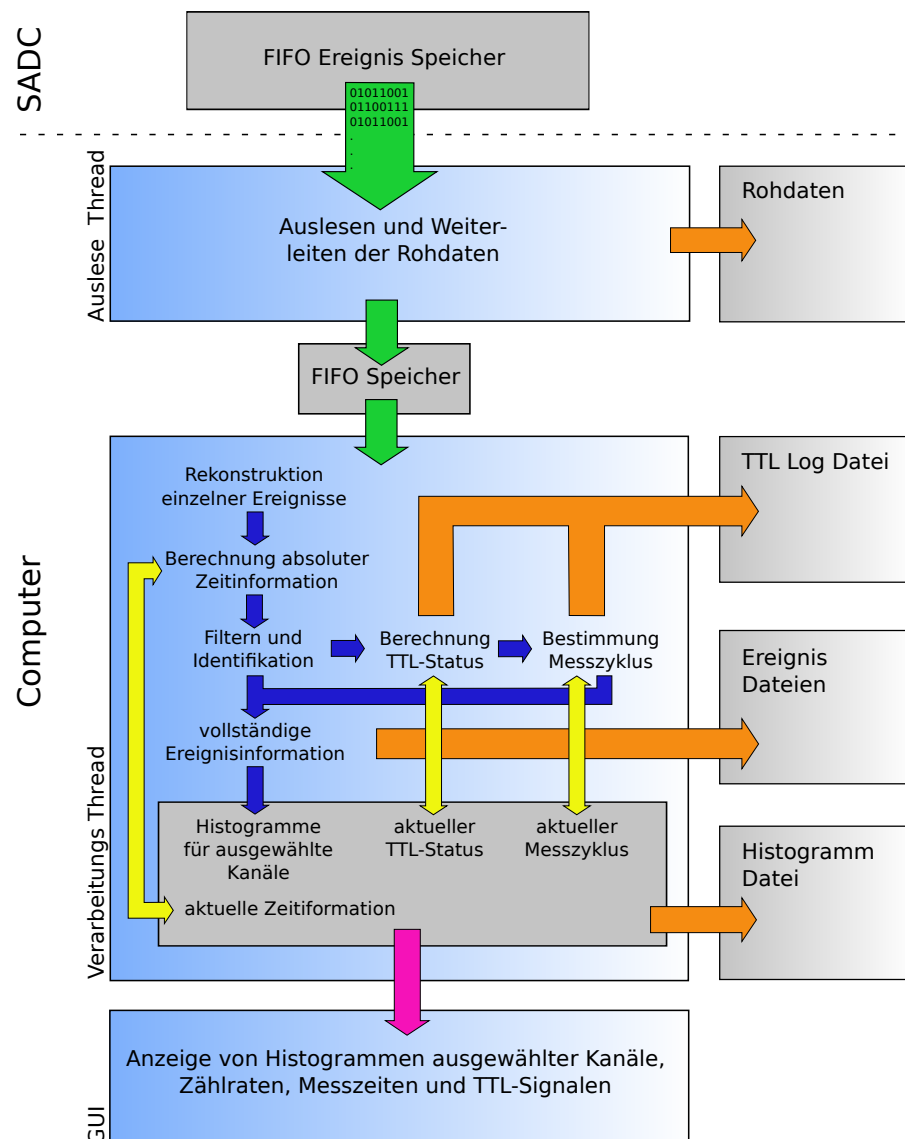 SADC
FIFO Ereignis Speicher
01011001
01100111
01011001
.
.
.
Auslese Thread
Auslesen und Weiter-
leiten der Rohdaten
Rohdaten
FIFO Speicher
Computer
Verarbeitungs Thread
Rekonstruktion
einzelner Ereignisse
Berechnung absoluter
Zeitinformation
Filtern und
Identifikation
Berechnung
TTL-Status
Bestimmung
Messzyklus
vollständige
Ereignisinformation
Histogramme
für ausgewählte
Kanäle
aktueller
TTL-Status
aktueller
Messzyklus
aktuelle Zeitiformation
TTL Log Datei
Ereignis
Dateien
Histogramm
Datei
GUI
Anzeige von Histogrammen ausgewählter Kanäle,
Zählraten, Messzeiten und TTL-Signalen